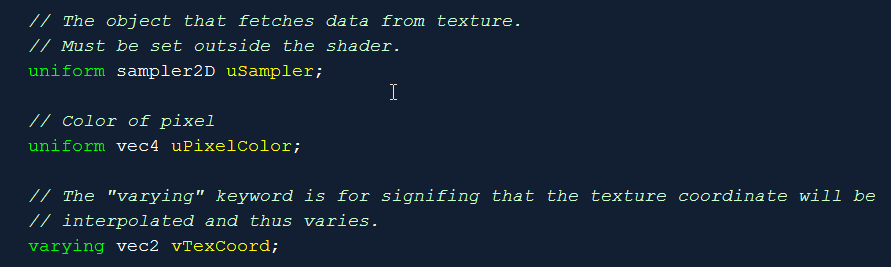 // The object that fetches data from texture.
// Must be set outside the shader.
uniform sampler2D uSampler;
// Color of pixel
uniform vec4 uPixelColor;
// The "varying" keyword is for signifing that the texture coordinate will be
// interpolated and thus varies.
varying vec2 vTexCoord;